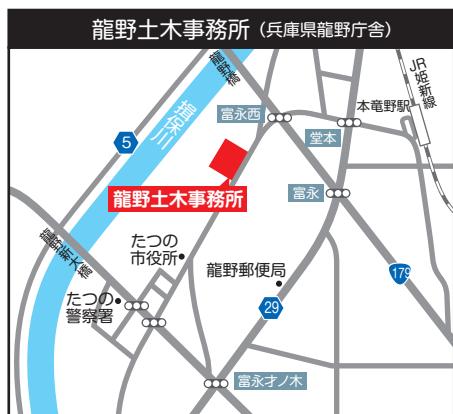 龍野土木事務所（兵庫県龍野庁舎）
龍野橋
JR姫新線
揖保川
富永西
本竜野駅
5
堂本
龍野土木事務所
富永
龍野新大橋
たつの
市役所
龍野郵便局
179
たつの
警察署
29
富永才ノ木